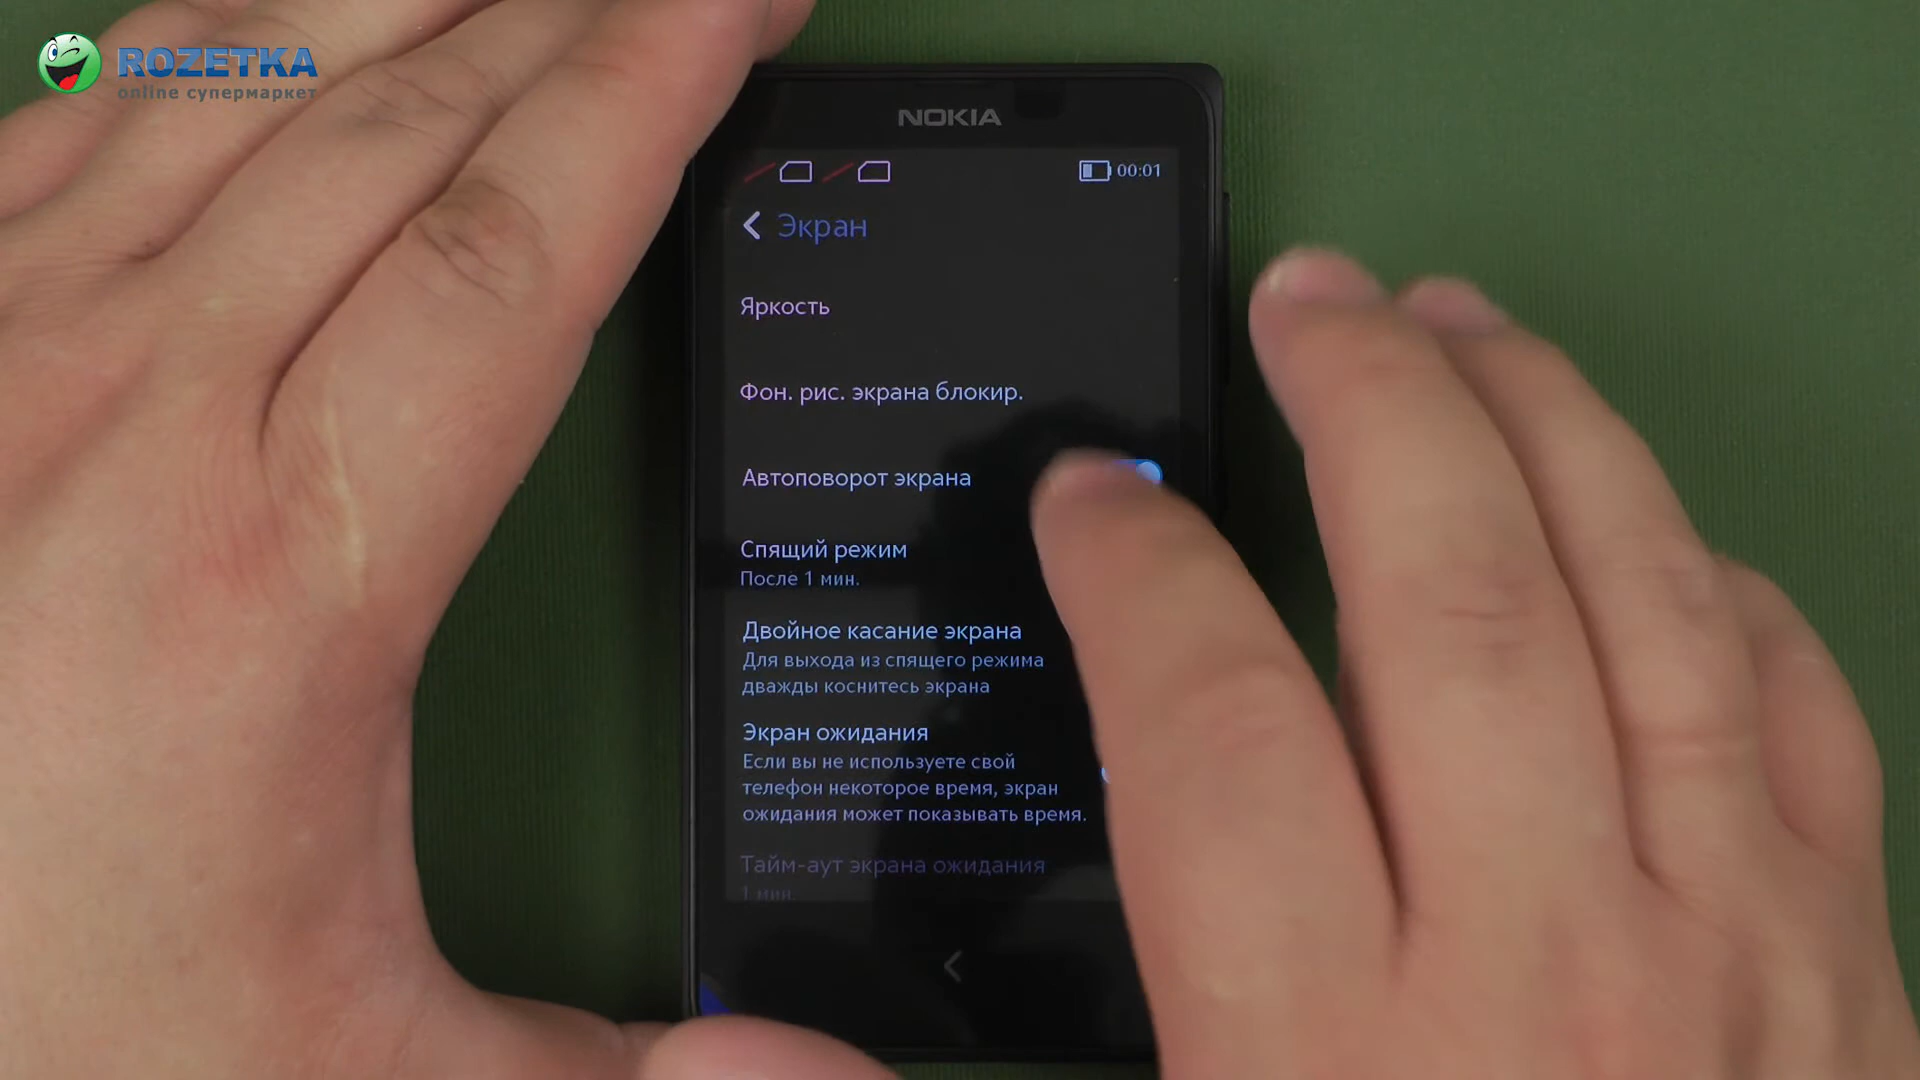 ROZETKA
online супермаркет
NOKIA
00:01
Экран
Яркость
Фон. рис. экрана блокир.
Автоповорот экрана
Спящий режим
После 1 мин.
Двойное касание экрана
Для выхода из спящего режима
дважды коснитесь экрана
Экран ожидания
Если вы не используете свой
телефон некоторое время, экран
ожидания может показывать время.
Тайм-аут экрана ожидания
1 мин.